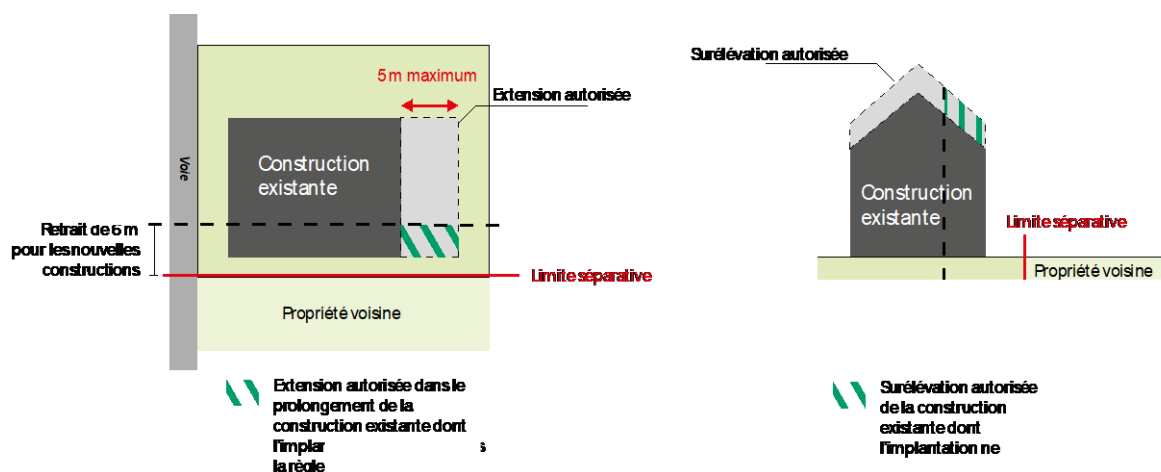 Surélévation autorisée
5 m maximum
Extension autorisée
Voie
Construction
existante
Construction
existante
Retrait de 6 m
pour les nouvelles
constructions
Limite séparative
Limite séparative
Propriété voisine
Propriété voisine
Extension autorisée dans le
prolongement de la
construction existante dont
la règle
Surélévation autorisée
de la construction
existante dont
l'implantation ne